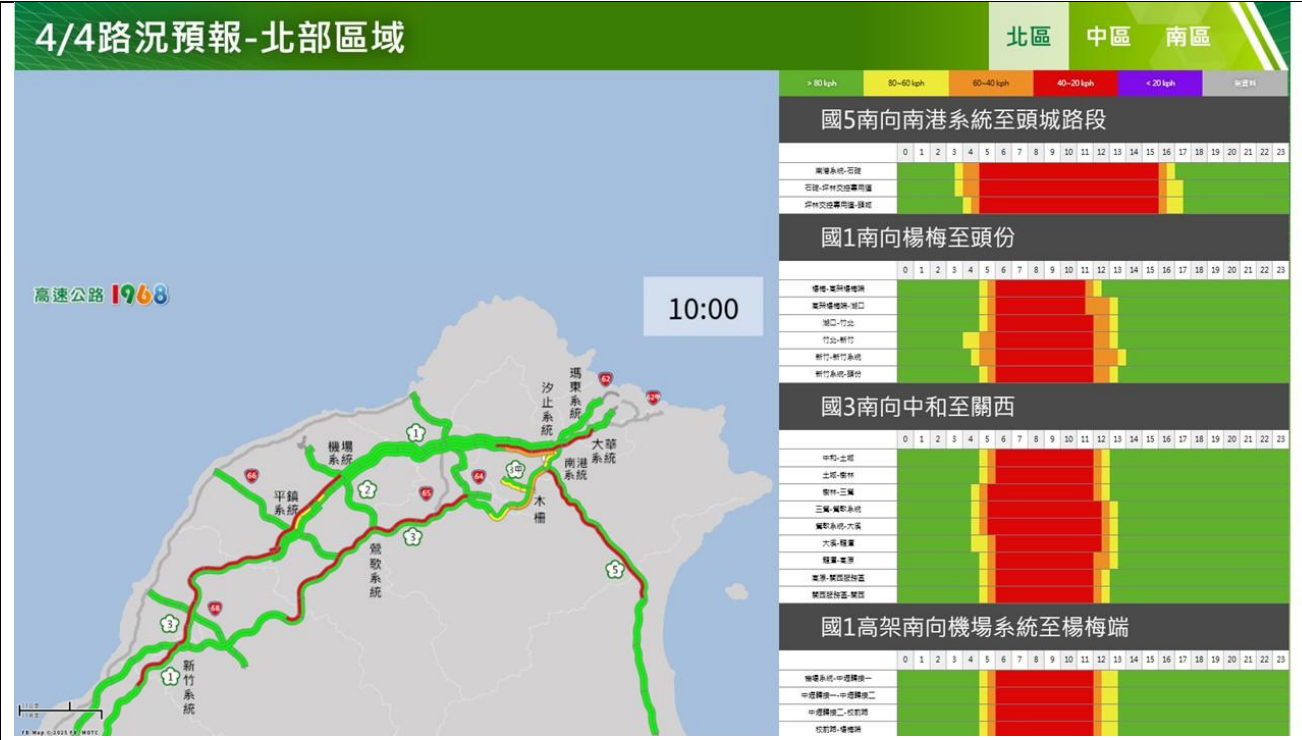 4/4路況預報-北部區域
北區 中區 南區
> 80 kph 80~60 kph 60~40 kph 40~20 kph < 20 kph 無資料
高速公路 1968
10:00
瑪東系統
汐止系統
大華系統
南港系統
木柵
機場系統
平鎮系統
鶯歌系統
新竹系統
62
62甲
1
66
2
65
64
3甲
3
5
68
3
1
國5南向南港系統至頭城路段
0 1 2 3 4 5 6 7 8 9 10 11 12 13 14 15 16 17 18 19 20 21 22 23
南港系統-石碇
石碇-坪林交控專用道
坪林交控專用道-頭城
國1南向楊梅至頭份
0 1 2 3 4 5 6 7 8 9 10 11 12 13 14 15 16 17 18 19 20 21 22 23
楊梅-高架楊梅端
高架楊梅端-湖口
湖口-竹北
竹北-新竹
新竹-新竹系統
新竹系統-頭份
國3南向中和至關西
0 1 2 3 4 5 6 7 8 9 10 11 12 13 14 15 16 17 18 19 20 21 22 23
中和-土城
土城-樹林
樹林-三鶯
三鶯-鶯歌系統
鶯歌系統-大溪
大溪-龍潭
龍潭-高原
高原-關西服務區
關西服務區-關西
國1高架南向機場系統至楊梅端
0 1 2 3 4 5 6 7 8 9 10 11 12 13 14 15 16 17 18 19 20 21 22 23
機場系統-中壢轉接一
中壢轉接一-中壢轉接二
中壢轉接二-校前路
校前路-楊梅端